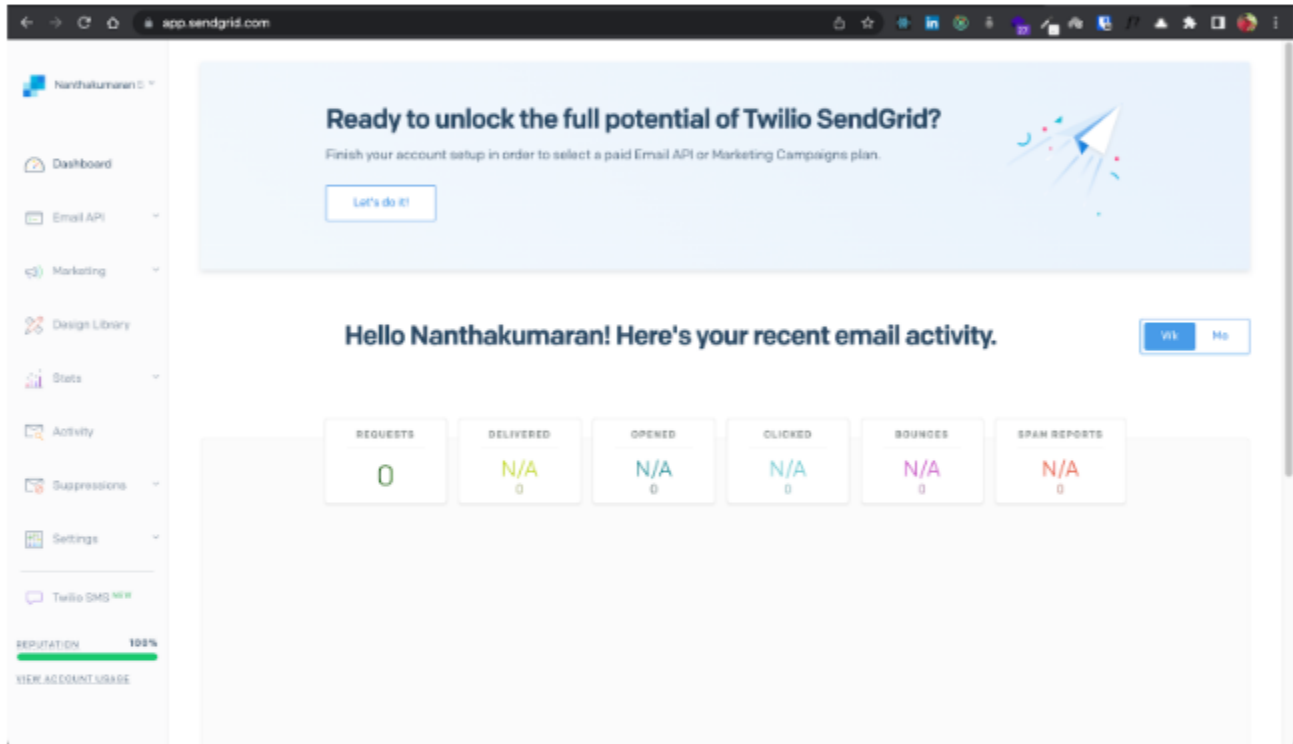 app.sendgrid.com
Nanthakumaran
Dashboard
Email API
Marketing
Design Library
Stats
Activity
Suppressions
Settings
Twilio SMS NEW
REPUTATION 100%
VIEW ACCOUNT USAGE
Ready to unlock the full potential of Twilio SendGrid?
Finish your account setup in order to select a paid Email API or Marketing Campaigns plan.
Let's do it!
Hello Nanthakumaran! Here's your recent email activity.
Wk Mo
REQUESTS DELIVERED OPENED CLICKED BOUNCES SPAM REPORTS
0 N/A N/A N/A N/A N/A
0 0 0 0 0